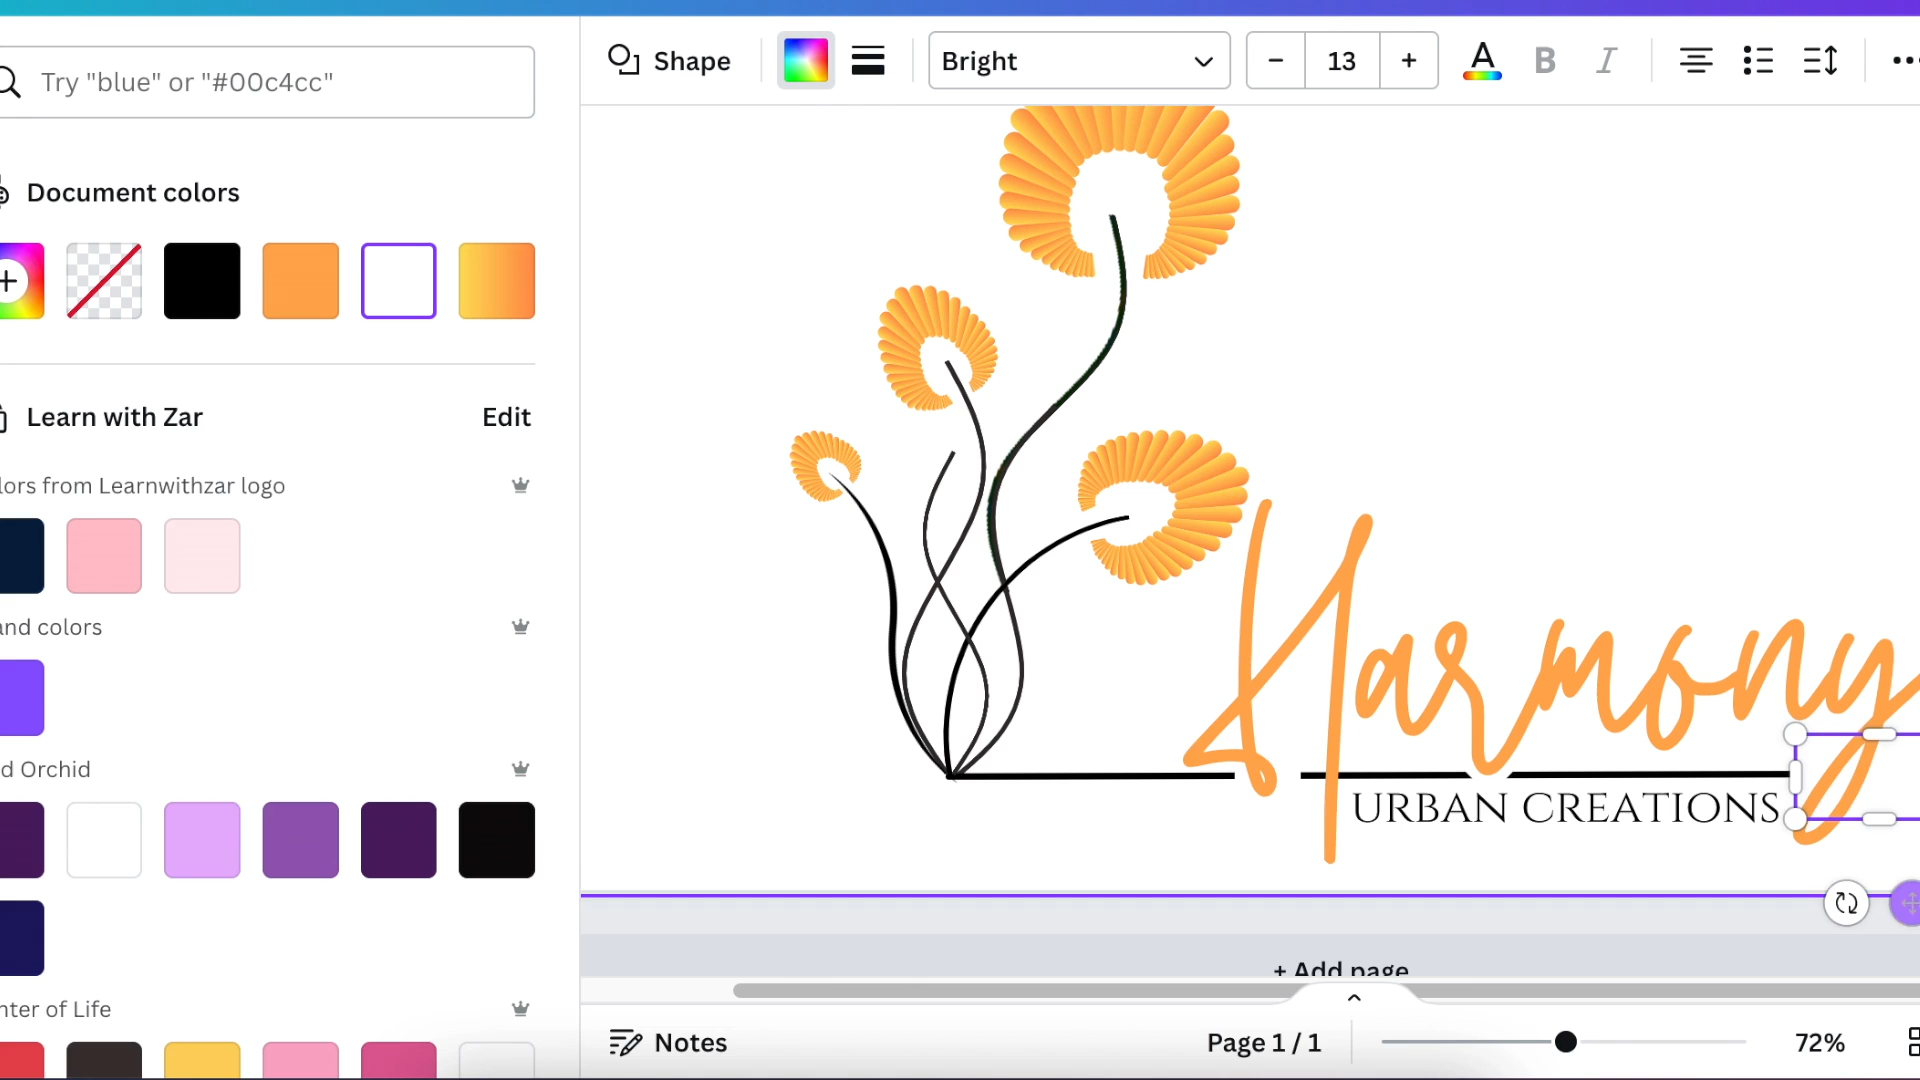 Shape
Bright
13
A
B
I
Try "blue" or "#00c4cc"
Document colors
Learn with Zar
Edit
lors from Learnwithzar logo
and colors
d Orchid
nter of Life
Harmony
URBAN CREATIONS
+ Add page
Notes
Page 1 / 1
72%